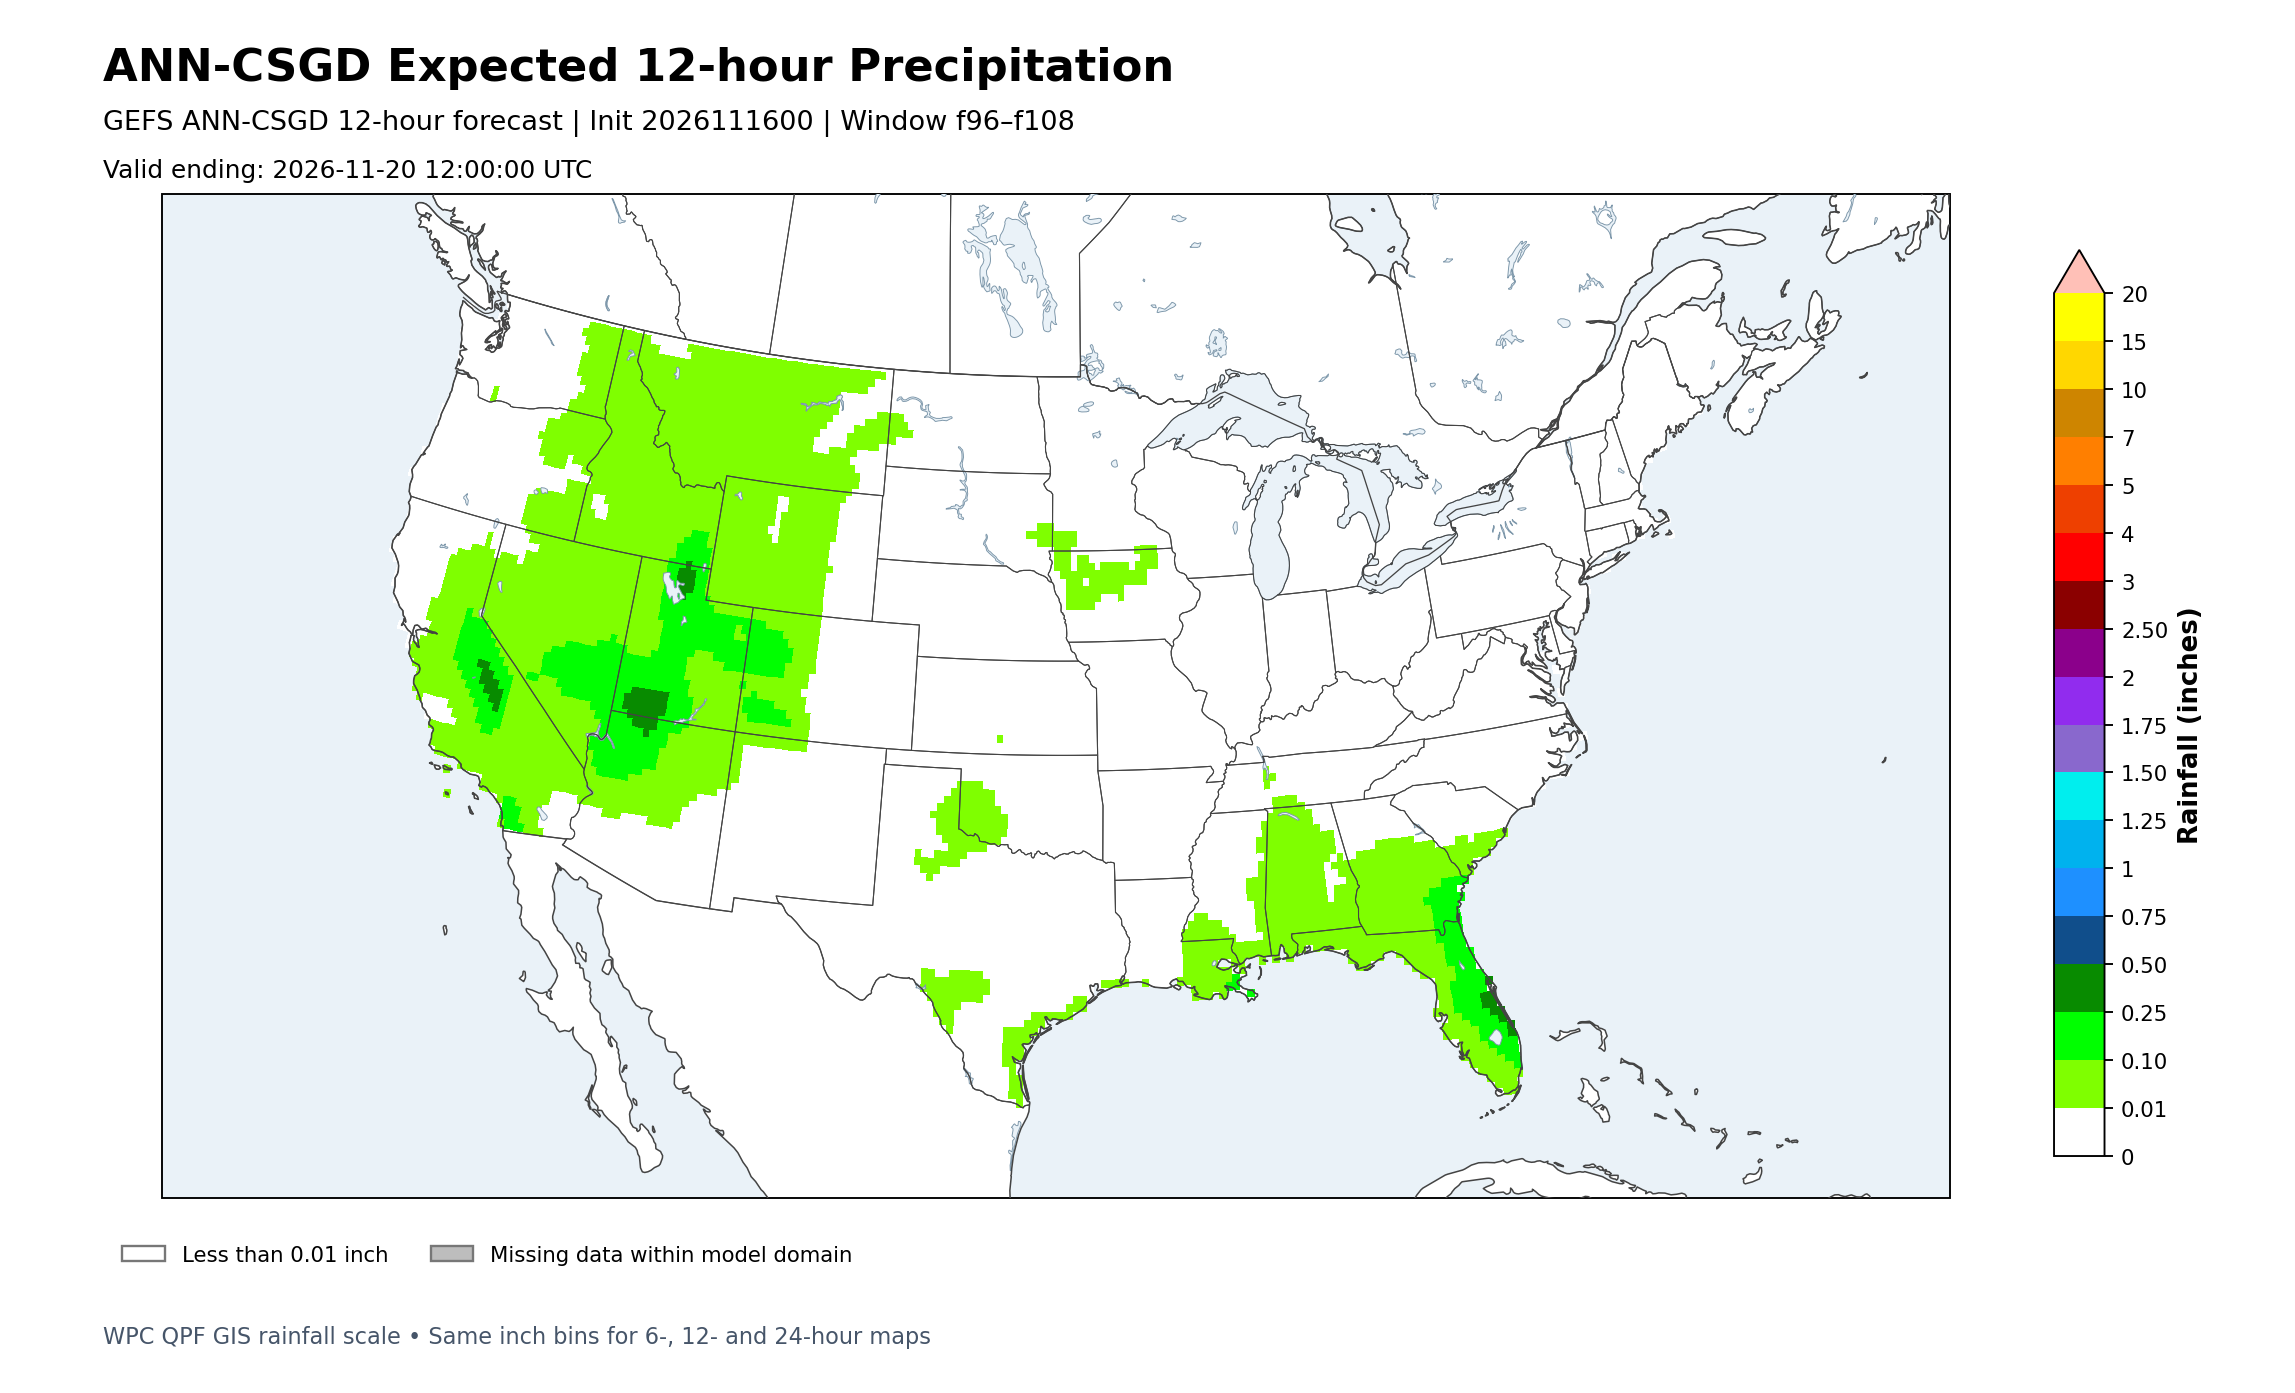 ANN-CSGD Expected 12-hour Precipitation
GEFS ANN-CSGD 12-hour forecast | Init 2026111600 | Window f96–f108
Valid ending: 2026-11-20 12:00:00 UTC
20
15
10
7
5
4
3
2.50
2
1.75
1.50
1.25
1
0.75
0.50
0.25
0.10
0.01
0
Rainfall (inches)
Less than 0.01 inch
Missing data within model domain
WPC QPF GIS rainfall scale • Same inch bins for 6-, 12- and 24-hour maps